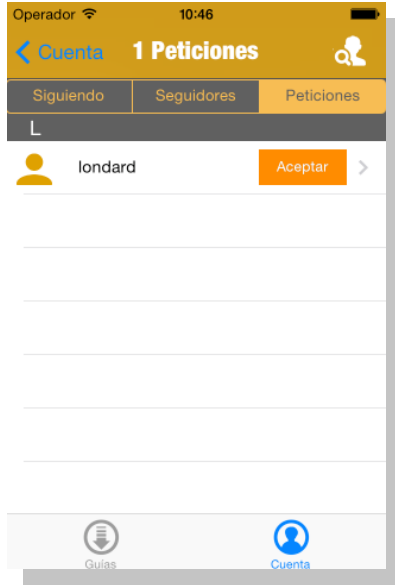 Operador 10:46
Cuenta 1 Peticiones
Siguiendo Seguidores Peticiones
L
londard Aceptar
Guías Cuenta